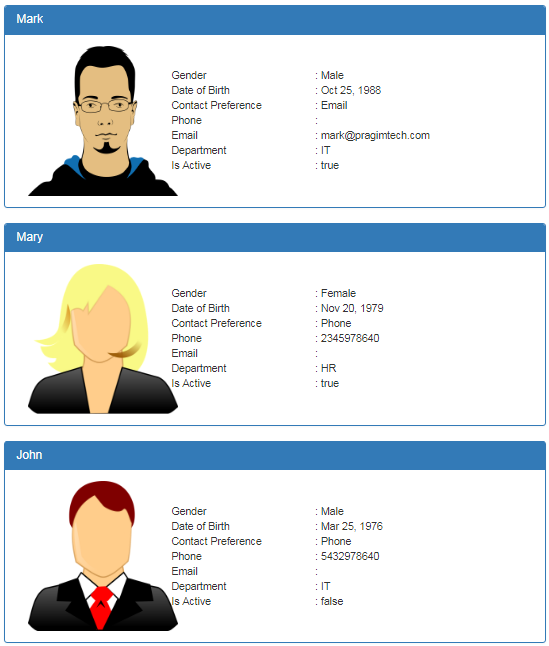 Mark
Gender : Male
Date of Birth : Oct 25, 1988
Contact Preference : Email
Phone :
Email : mark@pragimtech.com
Department : IT
Is Active : true
Mary
Gender : Female
Date of Birth : Nov 20, 1979
Contact Preference : Phone
Phone : 2345978640
Email :
Department : HR
Is Active : true
John
Gender : Male
Date of Birth : Mar 25, 1976
Contact Preference : Phone
Phone : 5432978640
Email :
Department : IT
Is Active : false